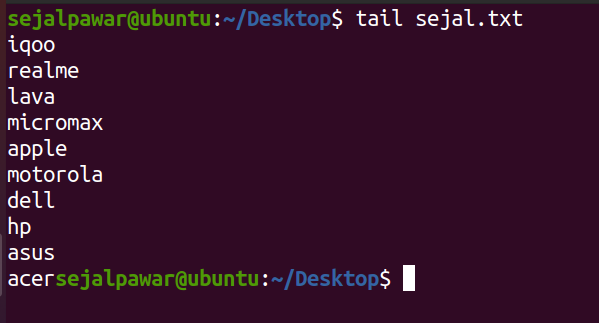 sejalpawar@ubuntu:~/Desktop$ tail sejal.txt
iqoo
realme
lava
micromax
apple
motorola
dell
hp
asus
acersejalpawar@ubuntu:~/Desktop$